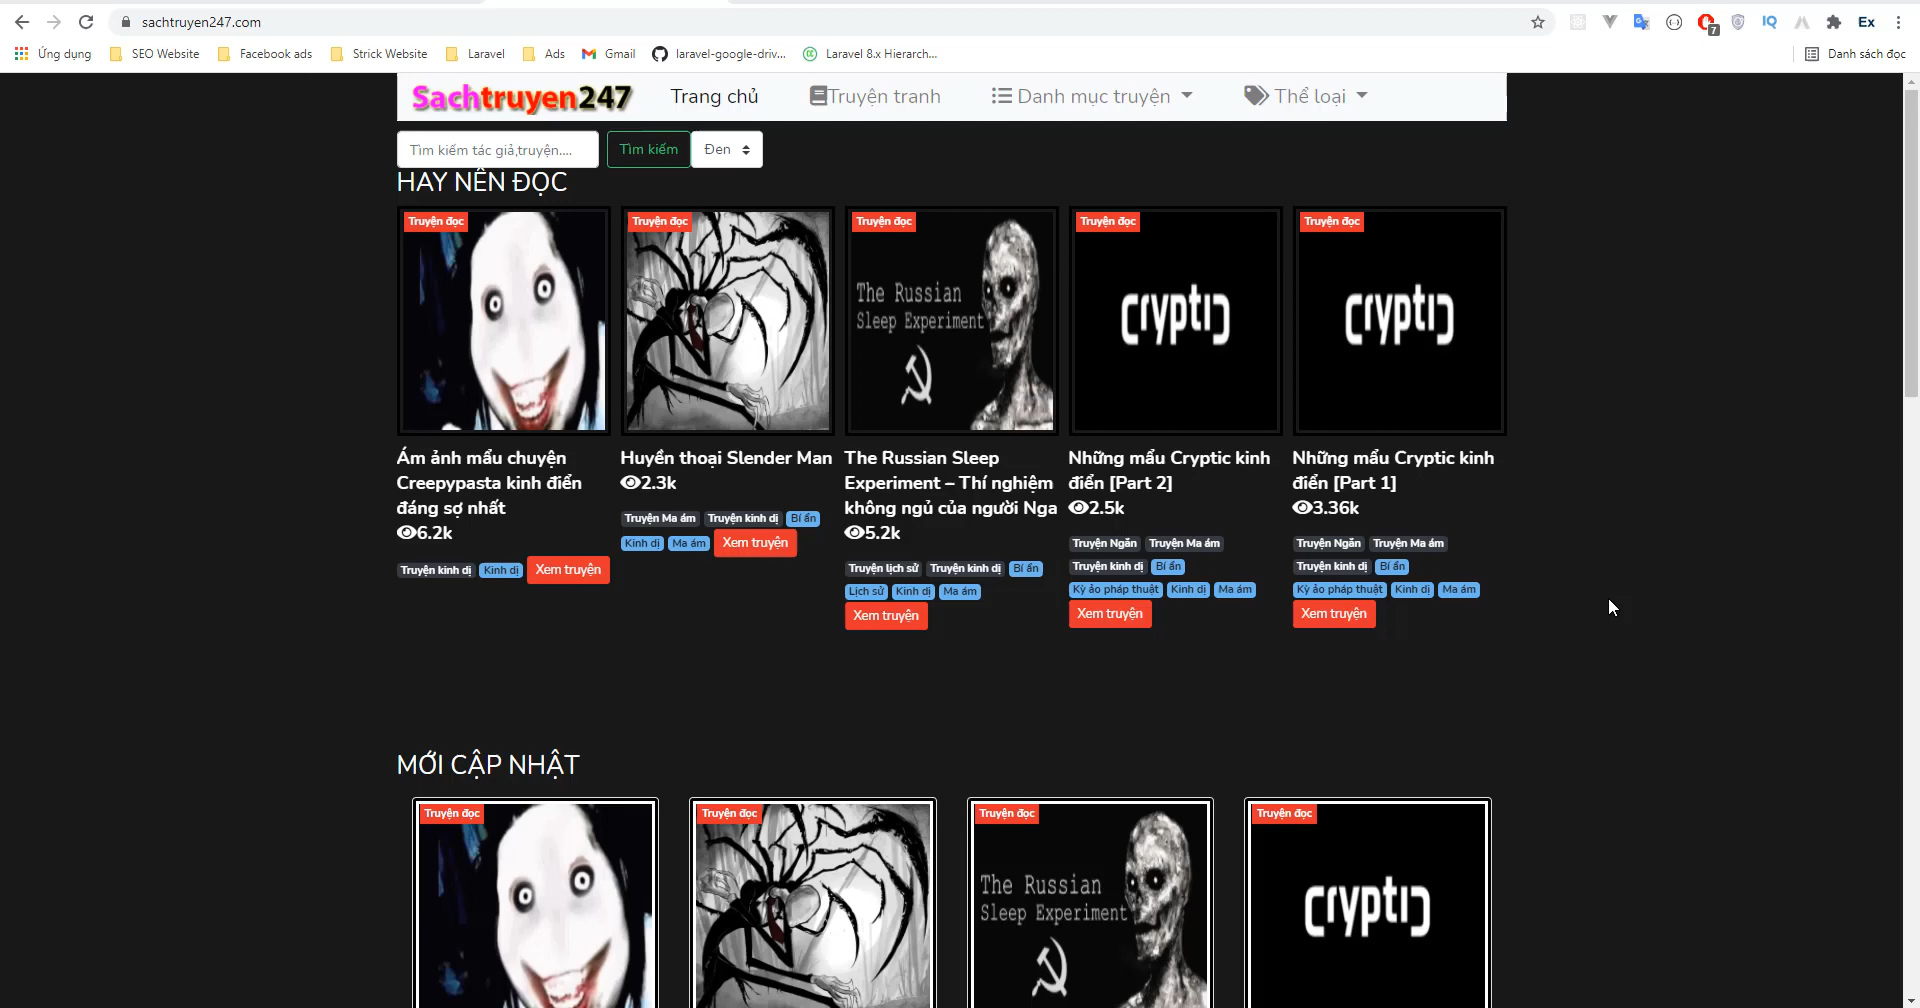 sachtruyen247.com
7
IQ
Ex
Ứng dụng
SEO Website
Facebook ads
Strick Website
Laravel
Ads
Gmail
laravel-google-driv...
Laravel 8.x Hierarch...
Danh sách đọc
Sachtruyen247
Trang chủ
Truyện tranh
Danh mục truyện
Thể loại
Tìm kiếm tác giả,truyện....
Tìm kiếm
Đen
HAY NÊN ĐỌC
Truyện đọc
Truyện đọc
Truyện đọc
The Russian
Sleep Experiment
Truyện đọc
cryptic
Truyện đọc
cryptic
Ám ảnh mẩu chuyện
Creepypasta kinh điển
đáng sợ nhất
6.2k
Truyện kinh dị Kinh dị Xem truyện
Huyền thoại Slender Man
2.3k
Truyện Ma ám Truyện kinh dị Bí ẩn
Kinh dị Ma ám Xem truyện
The Russian Sleep
Experiment – Thí nghiệm
không ngủ của người Nga
5.2k
Truyện lịch sử Truyện kinh dị Bí ẩn
Lịch sử Kinh dị Ma ám
Xem truyện
Những mẩu Cryptic kinh
điển [Part 2]
2.5k
Truyện Ngắn Truyện Ma ám
Truyện kinh dị Bí ẩn
Kỳ ảo pháp thuật Kinh dị Ma ám
Xem truyện
Những mẩu Cryptic kinh
điển [Part 1]
3.36k
Truyện Ngắn Truyện Ma ám
Truyện kinh dị Bí ẩn
Kỳ ảo pháp thuật Kinh dị Ma ám
Xem truyện
MỚI CẬP NHẬT
Truyện đọc
Truyện đọc
Truyện đọc
The Russian
Sleep Experiment
Truyện đọc
cryptic